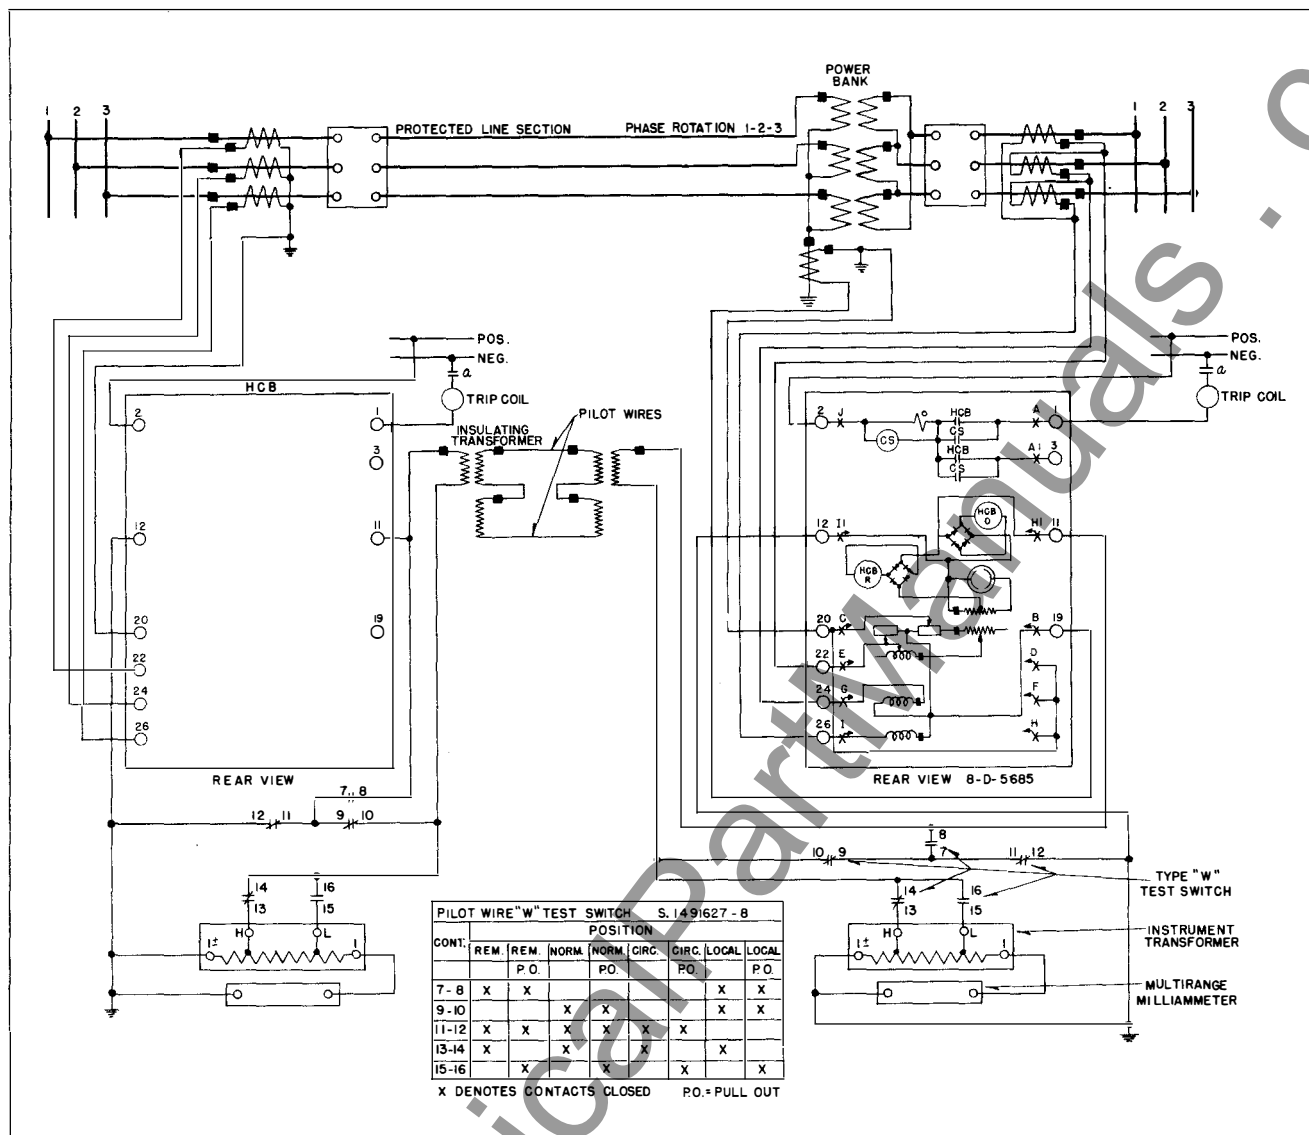 POWER
BANK
1 2 3
PROTECTED LINE SECTION PHASE ROTATION 1-2-3
1 2 3
POS.
NEG.
a
TRIP COIL
HCB
2
1
3
12
11
20
19
22
24
26
REAR VIEW
INSULATING
TRANSFORMER
PILOT WIRES
POS.
NEG.
a
TRIP COIL
2 J HCB A 1
CS CS
HCB A1 3
CS
12 I1 HCB O H1 11
HCB R
20 C B 19
22 E D
24 G F
26 I H
REAR VIEW 8-D-5685
7 8
12 11 9 10
14 16
13 15
H L
1± 1
8
10 9 7 11 12
TYPE "W"
TEST SWITCH
14 16
13 15
H L
1± 1
INSTRUMENT
TRANSFORMER
MULTIRANGE
MILLIAMMETER
PILOT WIRE "W" TEST SWITCH S.1491627-8
CONT. POSITION
REM. REM. NORM. NORM. CIRC. CIRC. LOCAL LOCAL
P.O. P.O. P.O. P.O.
7-8 X X X X
9-10 X X X X
11-12 X X X X X X
13-14 X X X X
15-16 X X X X
X DENOTES CONTACTS CLOSED P.O.=PULL OUT
icalPartManuals . c